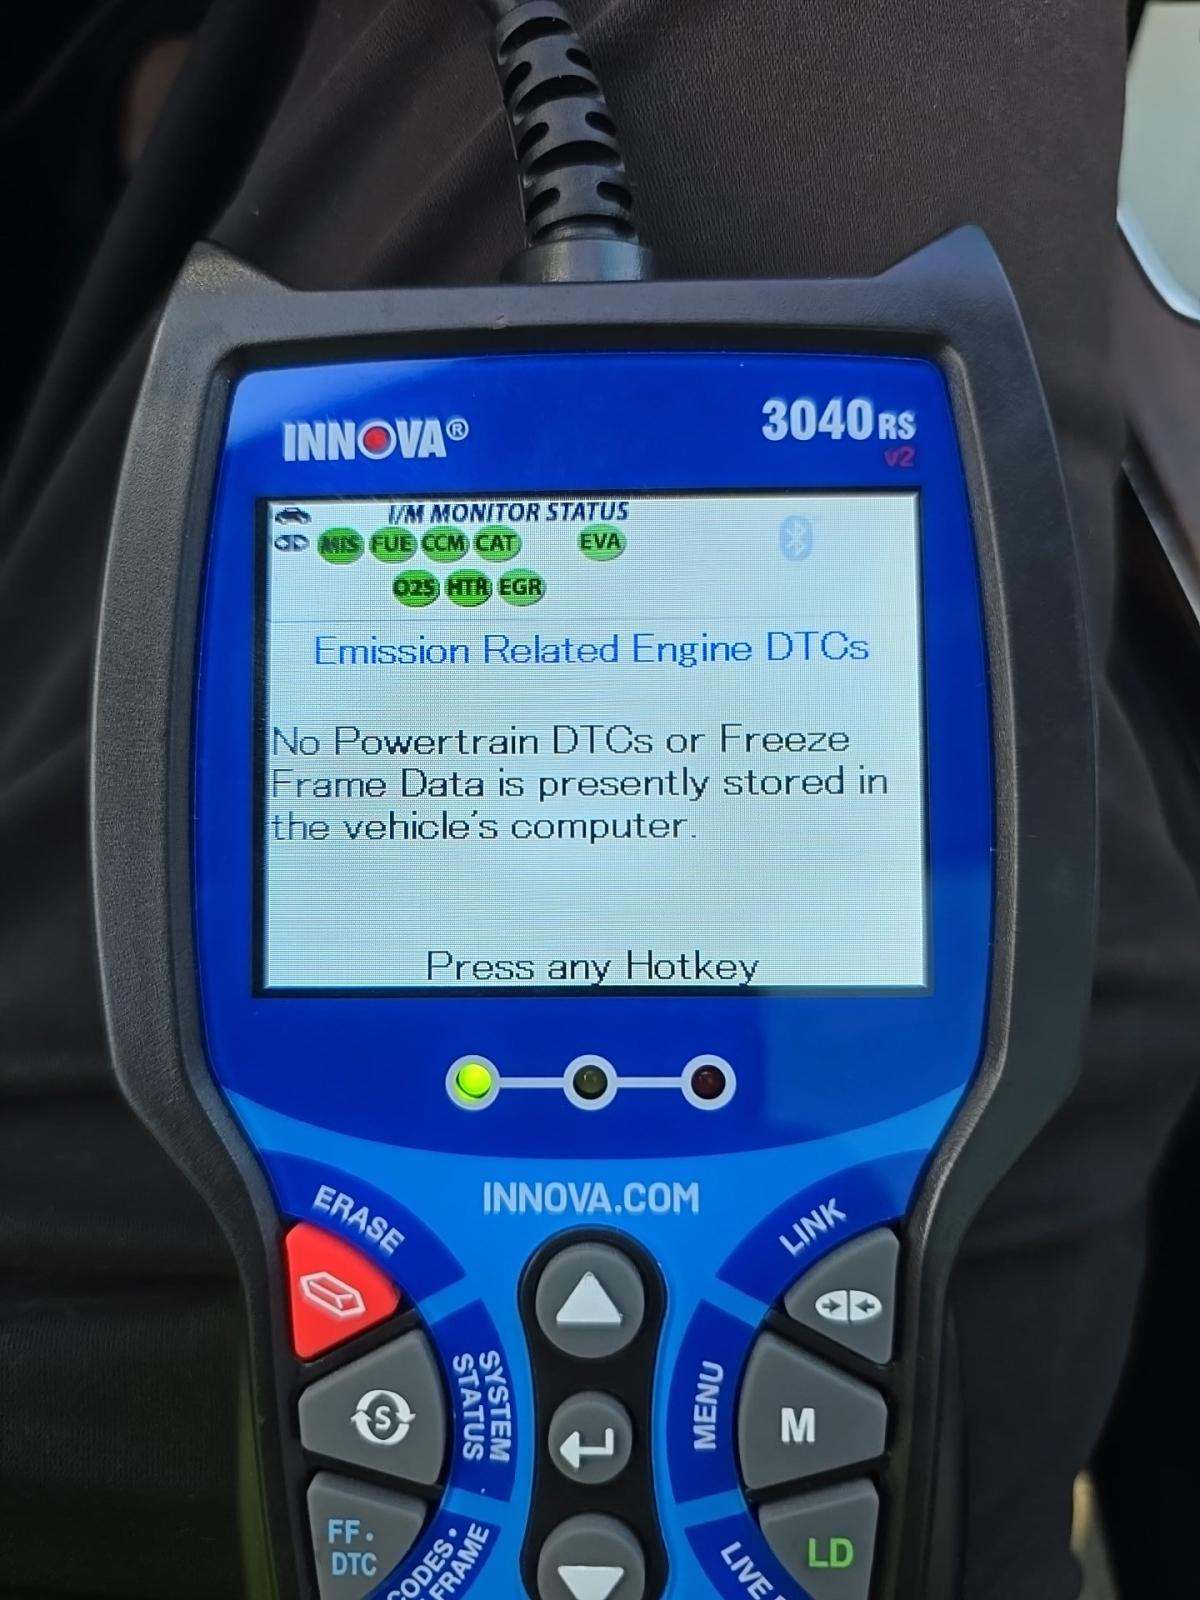 INNOVA®
3040RS
v2
I/M MONITOR STATUS
MIS FUE CCM CAT EVA
O2S HTR EGR
Emission Related Engine DTCs
No Powertrain DTCs or Freeze
Frame Data is presently stored in
the vehicle's computer.
Press any Hotkey
INNOVA.COM
ERASE
LINK
S
SYSTEM
STATUS
MENU
M
FF.
DTC
LD